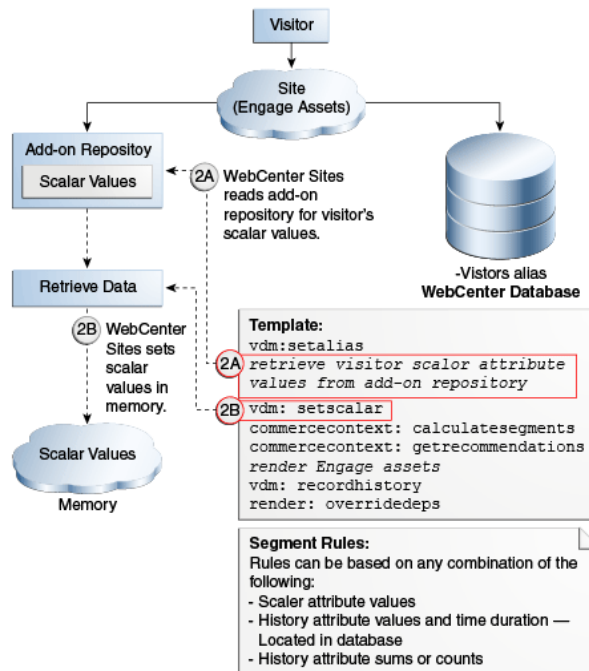 Visitor
Site
(Engage Assets)
Add-on Repositoy
Scalar Values
2A
WebCenter Sites
reads add-on
repository for visitor's
scalar values.
Retrieve Data
-Vistors alias
WebCenter Database
2B
WebCenter
Sites sets
scalar
values in
memory.
Scalar Values
Memory
Template:
vdm:setalias
2A
retrieve visitor scalor attribute
values from add-on repository
2B
vdm: setscalar
commercecontext: calculatesegments
commercecontext: getrecommendations
render Engage assets
vdm: recordhistory
render: overridedeps
Segment Rules:
Rules can be based on any combination of the
following:
- Scaler attribute values
- History attribute values and time duration —
Located in database
- History attribute sums or counts